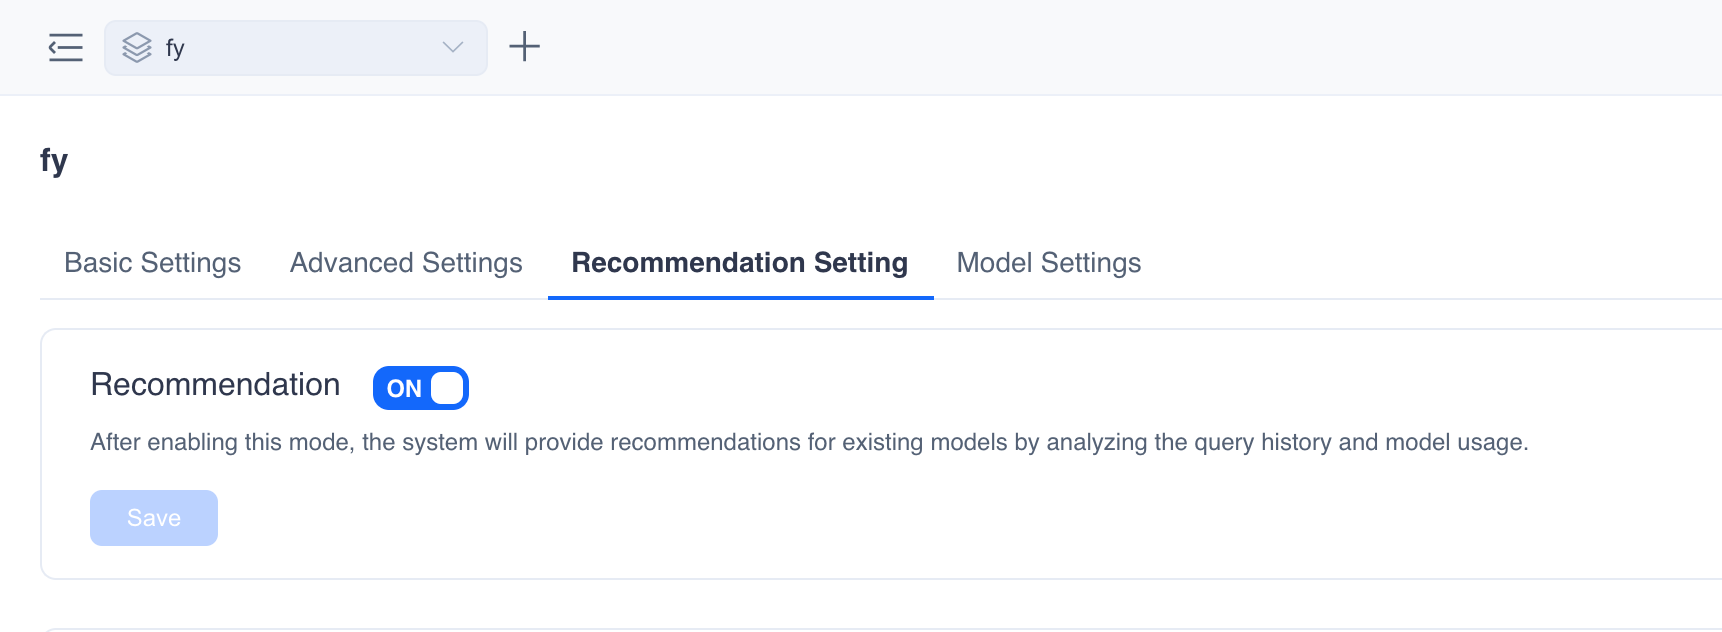 fy
fy
Basic Settings Advanced Settings Recommendation Setting Model Settings
Recommendation ON
After enabling this mode, the system will provide recommendations for existing models by analyzing the query history and model usage.
Save